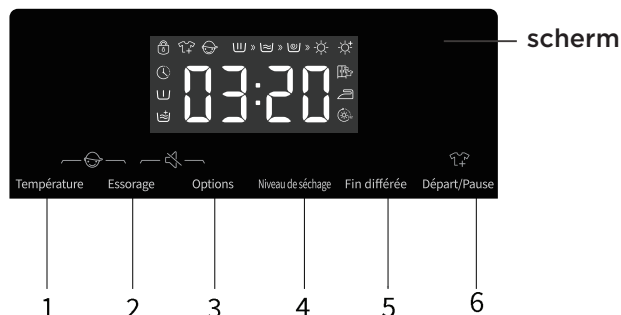 scherm
03:20
Température Essorage Options Niveau de séchage Fin différée Départ/Pause
1 2 3 4 5 6